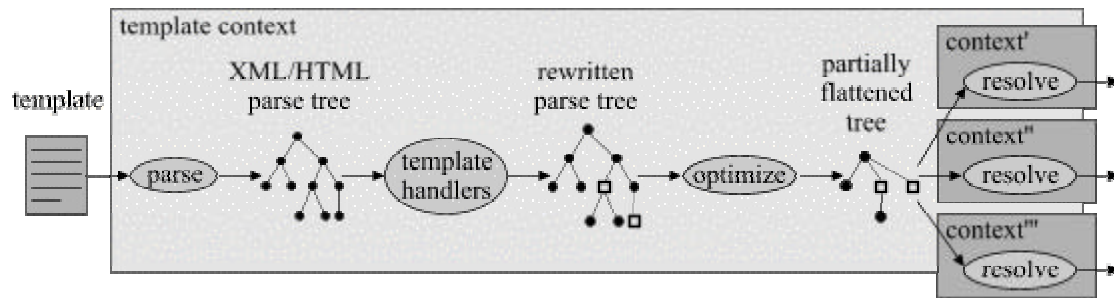 template context
template
parse
XML/HTML
parse tree
template
handlers
rewritten
parse tree
optimize
partially
flattened
tree
context'
resolve
context''
resolve
context'''
resolve